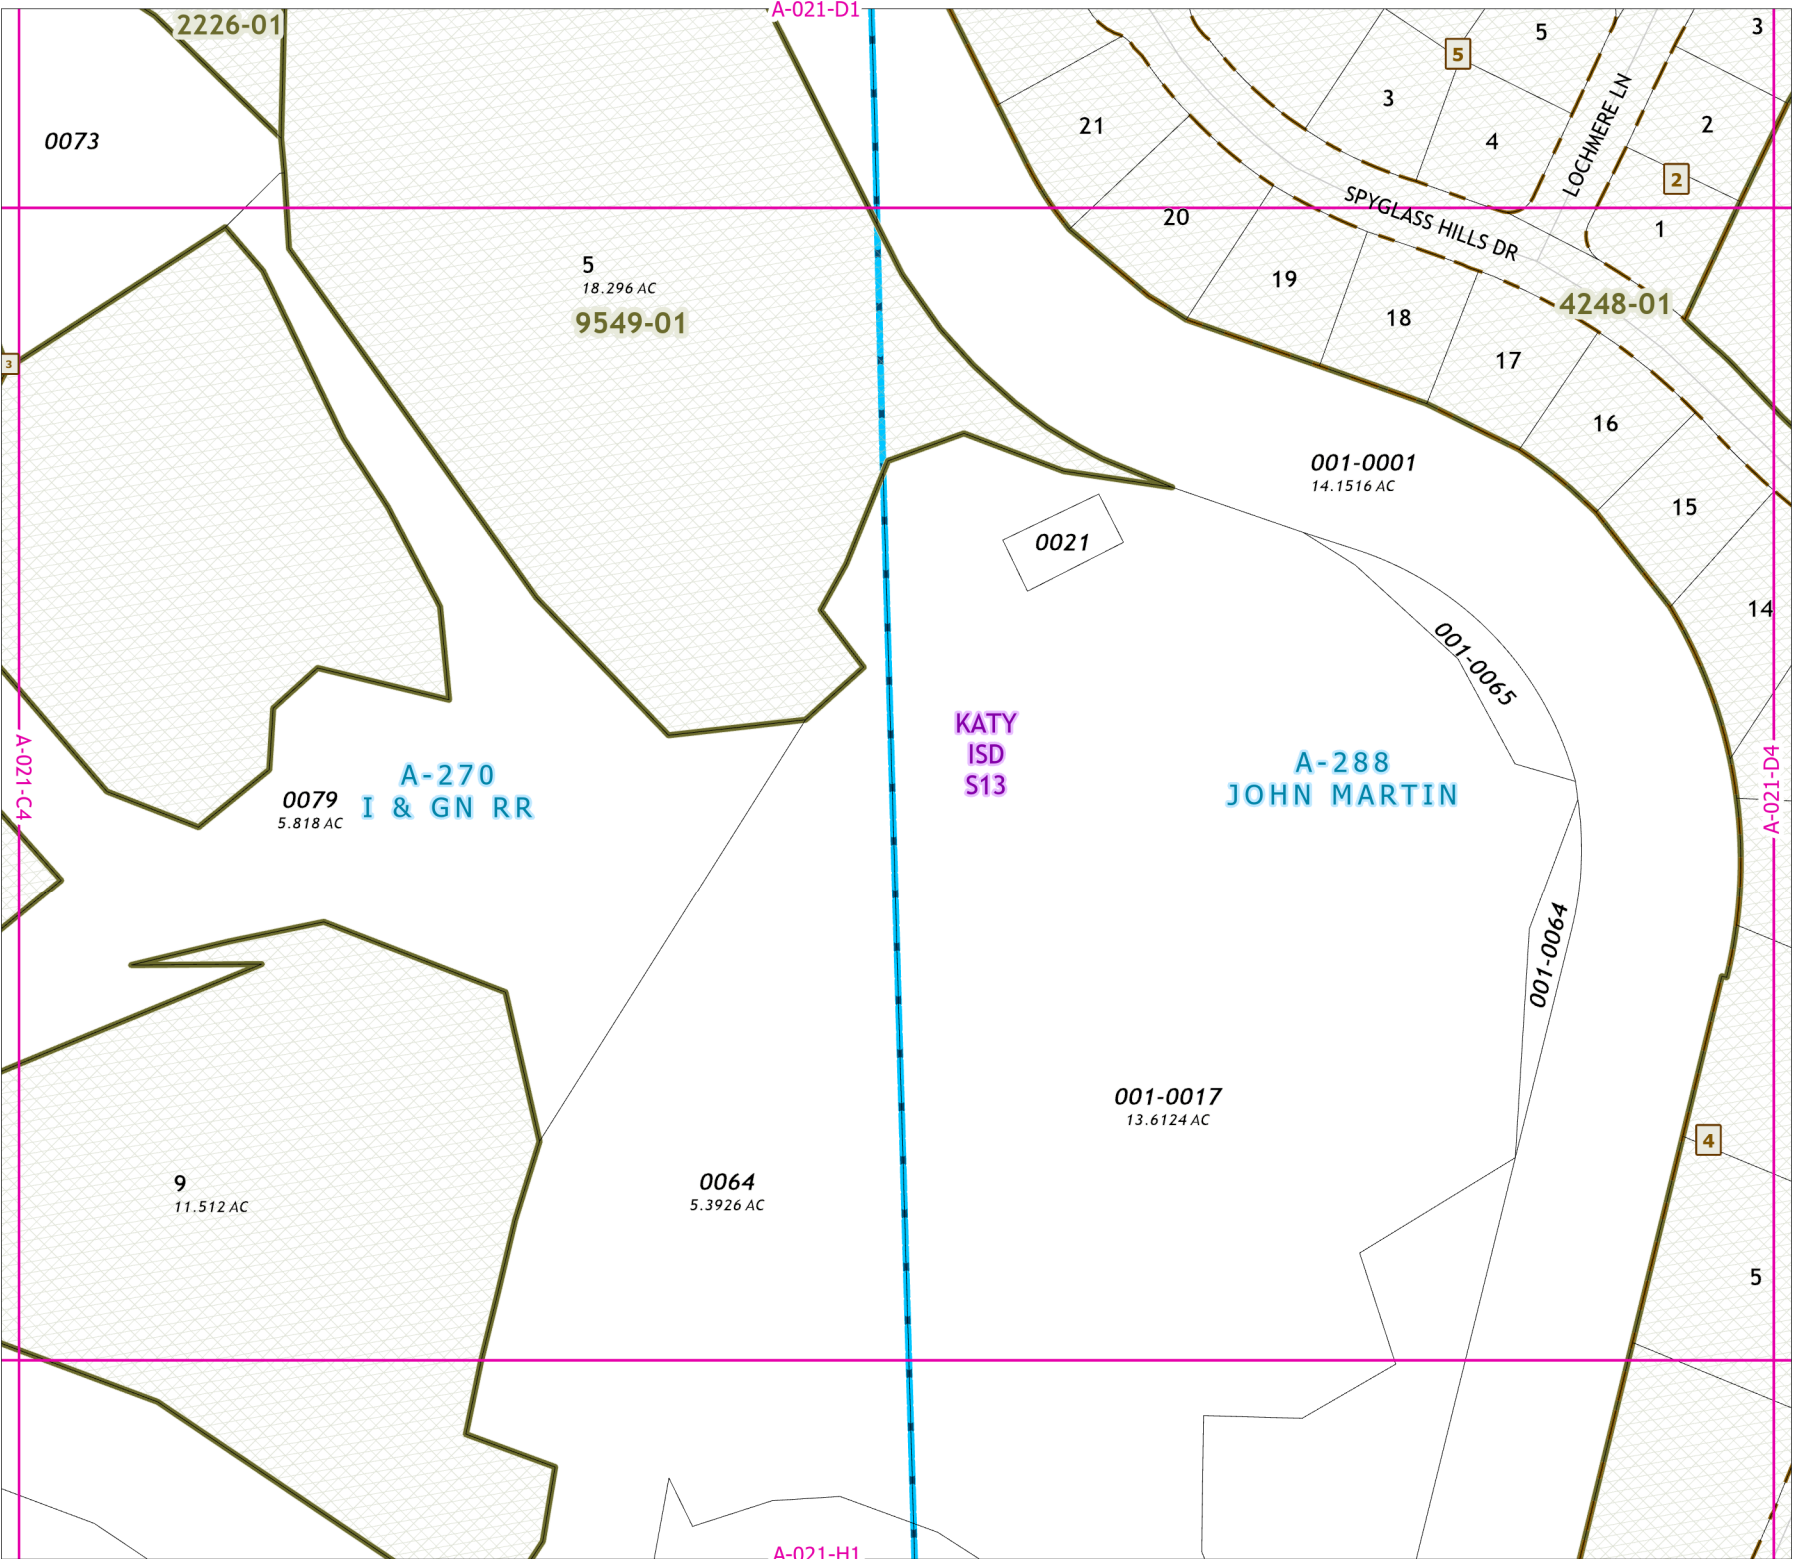 A-021-D1
2226-01
5
3
5
3
2
21
4
0073
LOCHMERE LN
2
20
SPYGLASS HILLS DR
1
5
18.296 AC
9549-01
19
18
4248-01
17
3
16
001-0001
14.1516 AC
15
0021
14
001-0065
KATY
ISD
S13
A-021-C4
A-270
I & GN RR
0079
5.818 AC
A-288
JOHN MARTIN
A-021-D4
001-0064
001-0017
13.6124 AC
4
9
11.512 AC
0064
5.3926 AC
5
A-021-H1